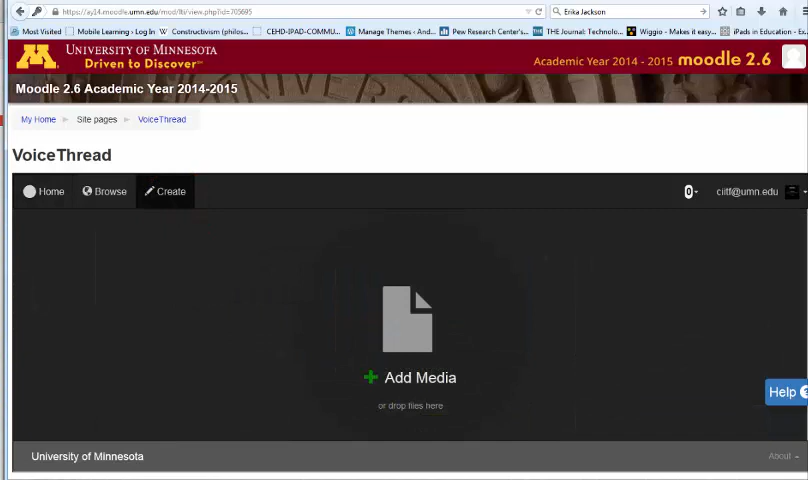 https://ay14.moodle.umn.edu/mod/lti/view.php?id=705695
Erika Jackson
Most Visited
Mobile Learning › Log In
Constructivism (philos...
CEHD-IPAD-COMMU...
Manage Themes ‹ And...
Pew Research Center's...
THE Journal: Technolo...
Wiggio - Makes it easy...
iPads in Education - Ex...
UNIVERSITY OF MINNESOTA
Driven to Discover℠
Academic Year 2014 - 2015 moodle 2.6
Moodle 2.6 Academic Year 2014-2015
My Home ► Site pages ► VoiceThread
VoiceThread
Home
Browse
Create
0
ciitf@umn.edu
+ Add Media
or drop files here
Help ?
University of Minnesota
About